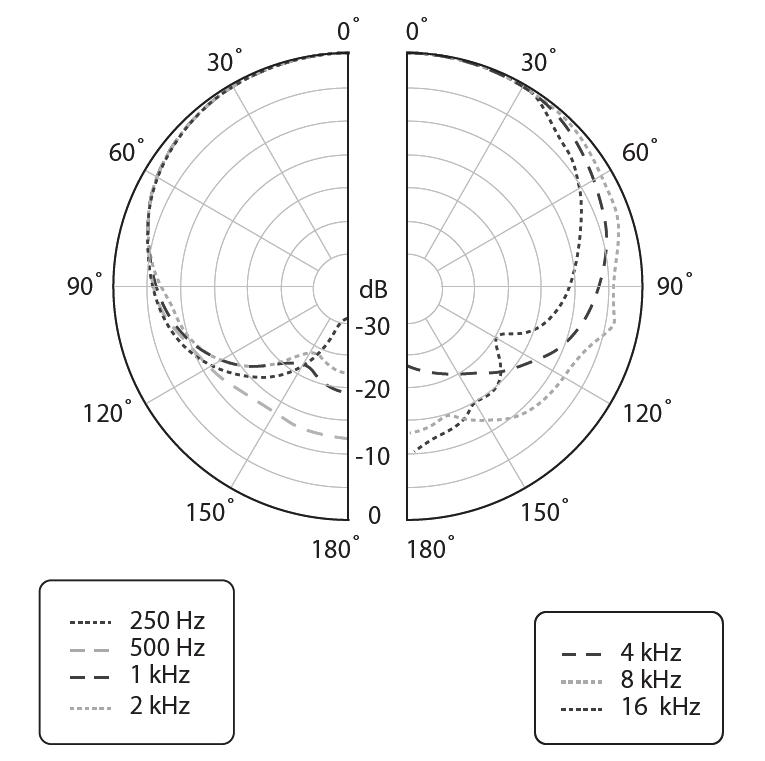 0° 0°
30° 30°
60° 60°
90° dB 90°
-30
-20
120° 120°
-10
150° 0 150°
180° 180°
250 Hz
500 Hz
1 kHz
2 kHz
4 kHz
8 kHz
16 kHz